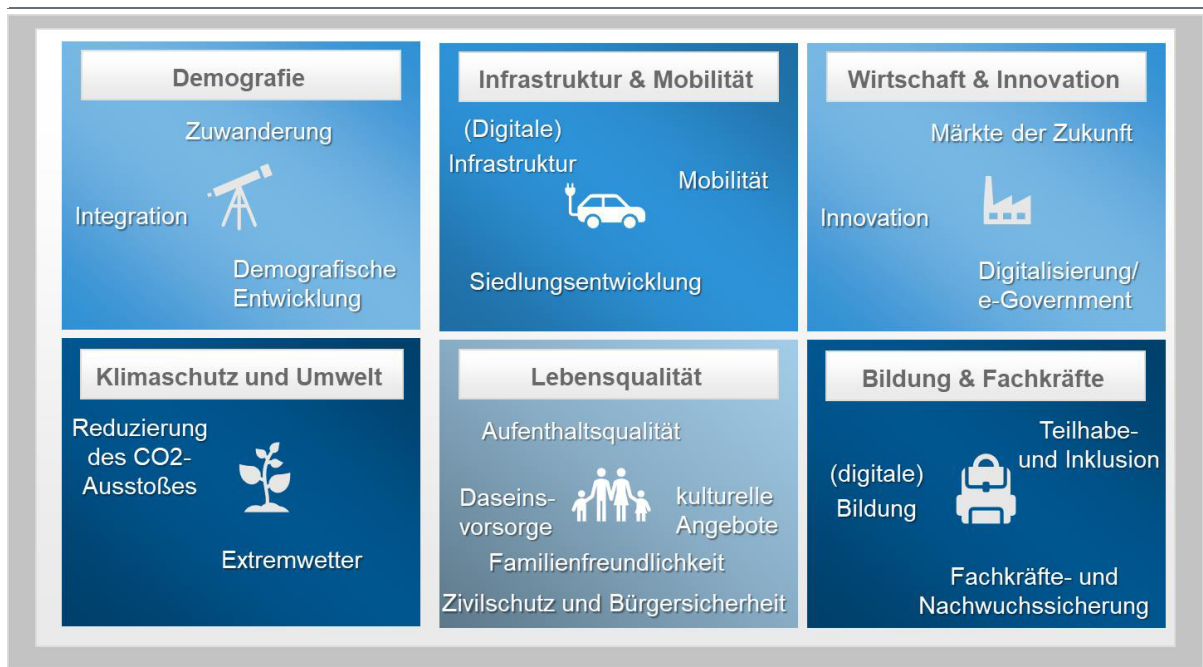 Demografie
Zuwanderung
Integration
Demografische
Entwicklung
Infrastruktur & Mobilität
(Digitale)
Infrastruktur
Mobilität
Siedlungsentwicklung
Wirtschaft & Innovation
Märkte der Zukunft
Innovation
Digitalisierung/
e-Government
Klimaschutz und Umwelt
Reduzierung
des CO2-
Ausstoßes
Extremwetter
Lebensqualität
Aufenthaltsqualität
Daseins-
vorsorge
kulturelle
Angebote
Familienfreundlichkeit
Zivilschutz und Bürgersicherheit
Bildung & Fachkräfte
Teilhabe-
und Inklusion
(digitale)
Bildung
Fachkräfte- und
Nachwuchssicherung